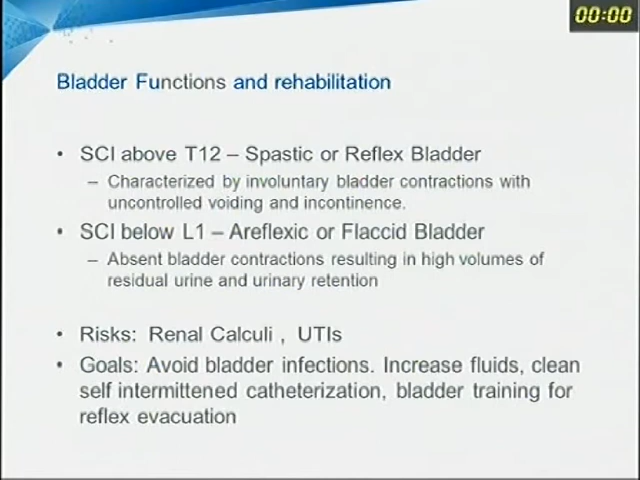 00:00
Bladder Functions and rehabilitation
• SCI above T12 – Spastic or Reflex Bladder
– Characterized by involuntary bladder contractions with
uncontrolled voiding and incontinence.
• SCI below L1 – Areflexic or Flaccid Bladder
– Absent bladder contractions resulting in high volumes of
residual urine and urinary retention
• Risks: Renal Calculi , UTIs
• Goals: Avoid bladder infections. Increase fluids, clean
self intermittened catheterization, bladder training for
reflex evacuation